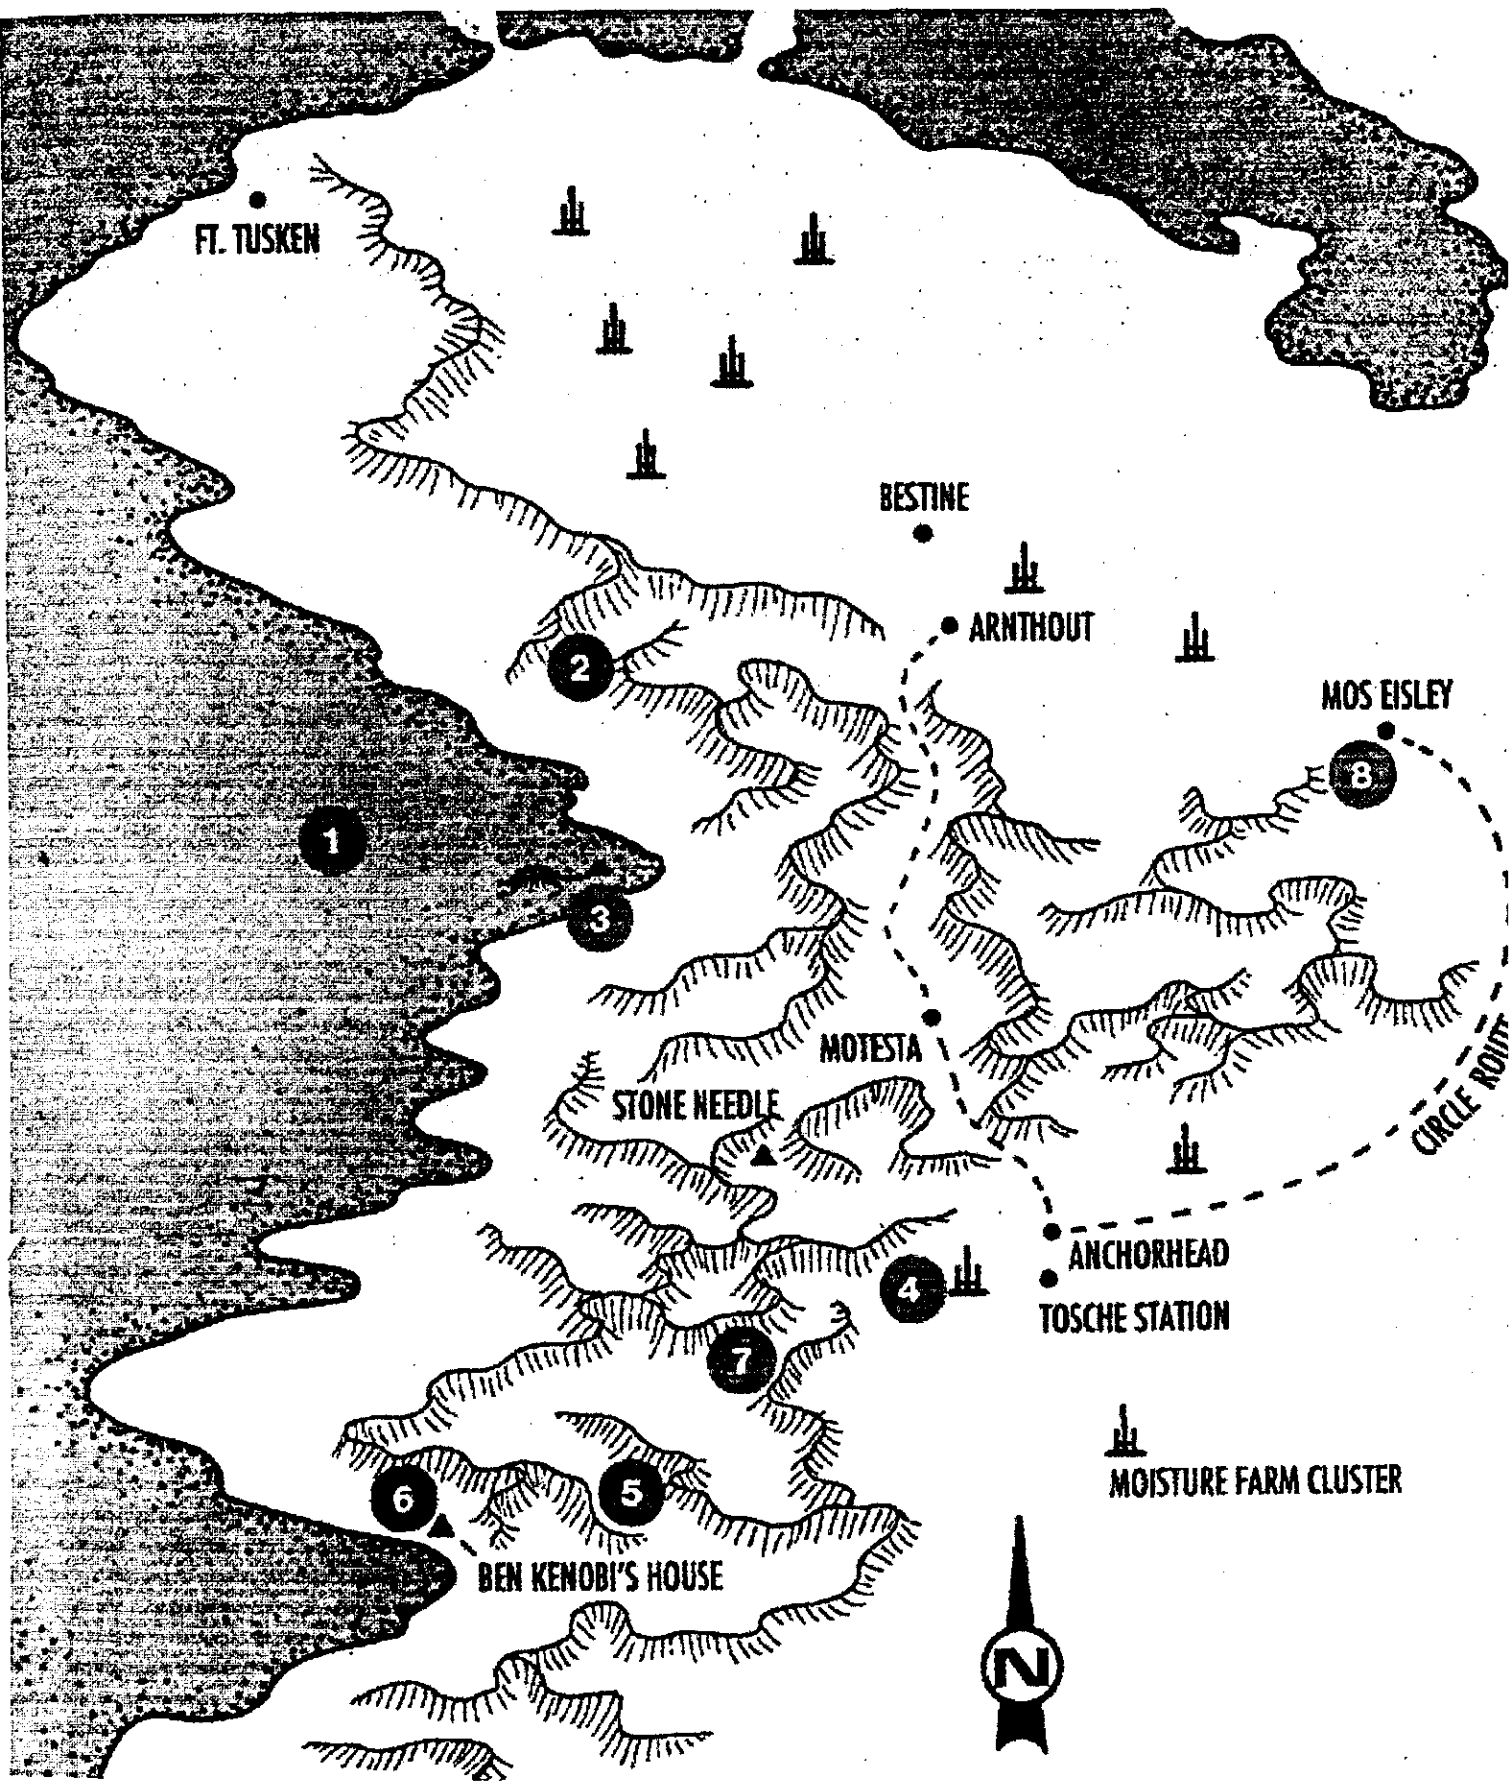 FT. TUSKEN
BESTINE
ARNTHOUT
2
MOS EISLEY
8
1
3
MOTESTA
STONE NEEDLE
CIRCLE ROUTE
ANCHORHEAD
4
TOSCHE STATION
7
MOISTURE FARM CLUSTER
5
6
BEN KENOBI'S HOUSE
N